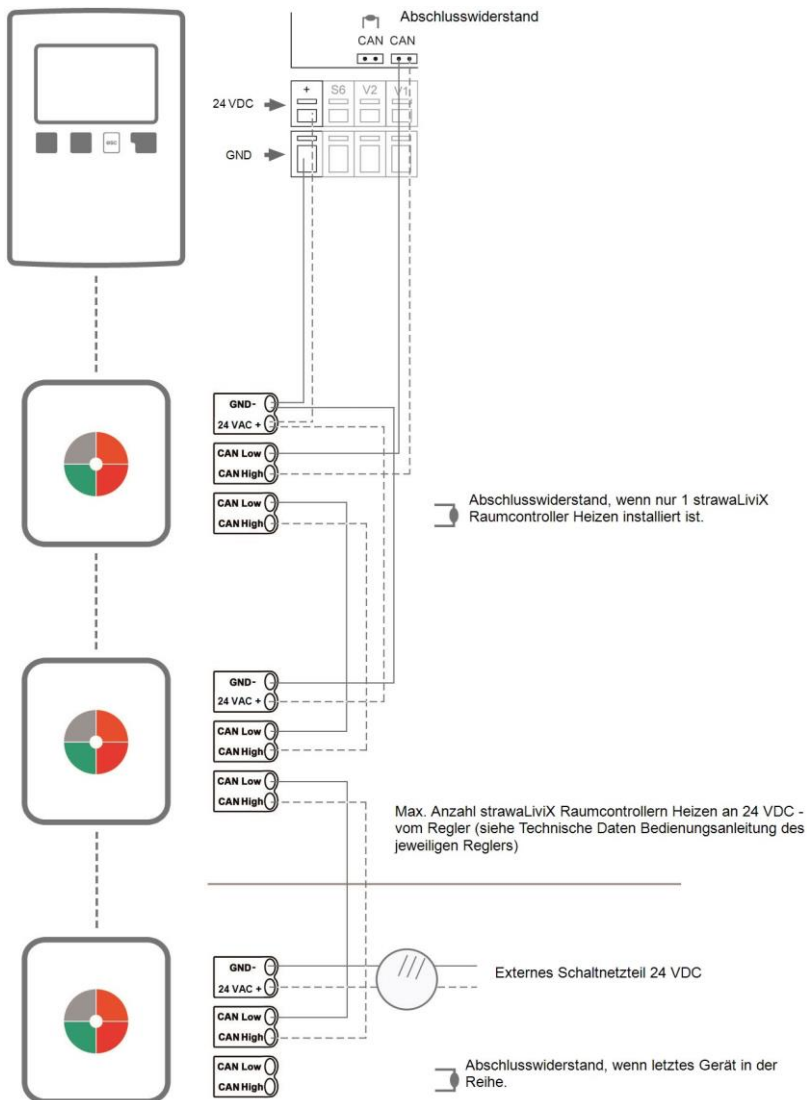 Abschlusswiderstand
CAN CAN
+ S6 V2 V1
24 VDC
GND
esc
GND-
24 VAC +
CAN Low
CAN High
CAN Low
CAN High
Abschlusswiderstand, wenn nur 1 strawaLiviX
Raumcontroller Heizen installiert ist.
GND-
24 VAC +
CAN Low
CAN High
CAN Low
CAN High
Max. Anzahl strawaLiviX Raumcontrollern Heizen an 24 VDC -
vom Regler (siehe Technische Daten Bedienungsanleitung des
jeweiligen Reglers)
GND-
24 VAC +
Externes Schaltnetzteil 24 VDC
CAN Low
CAN High
CAN Low
CAN High
Abschlusswiderstand, wenn letztes Gerät in der
Reihe.